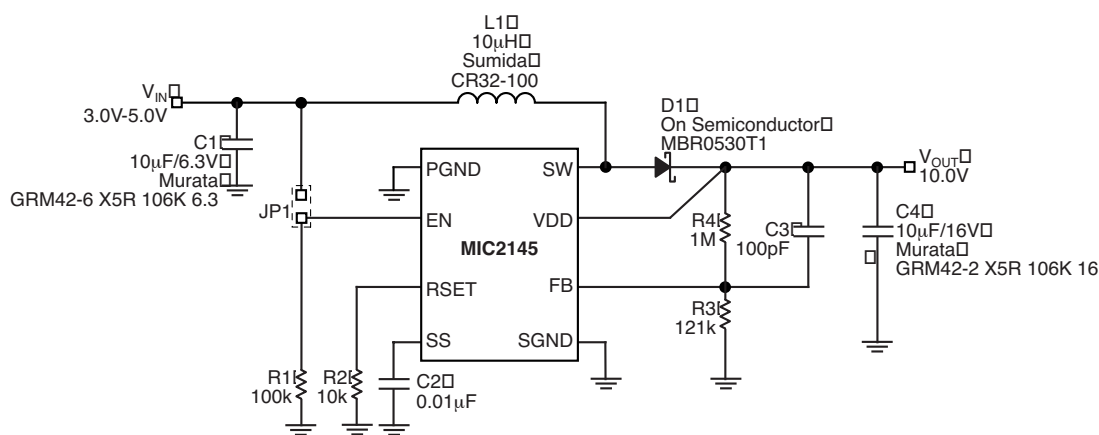 L1
10µH
Sumida
CR32-100
VIN
3.0V-5.0V
C1
10µF/6.3V
Murata
GRM42-6 X5R 106K 6.3
JP1
D1
On Semiconductor
MBR0530T1
VOUT
10.0V
PGND
SW
EN
VDD
MIC2145
RSET
FB
SS
SGND
R4
1M
C3
100pF
C4
10µF/16V
Murata
GRM42-2 X5R 106K 16
R3
121k
R1
100k
R2
10k
C2
0.01µF